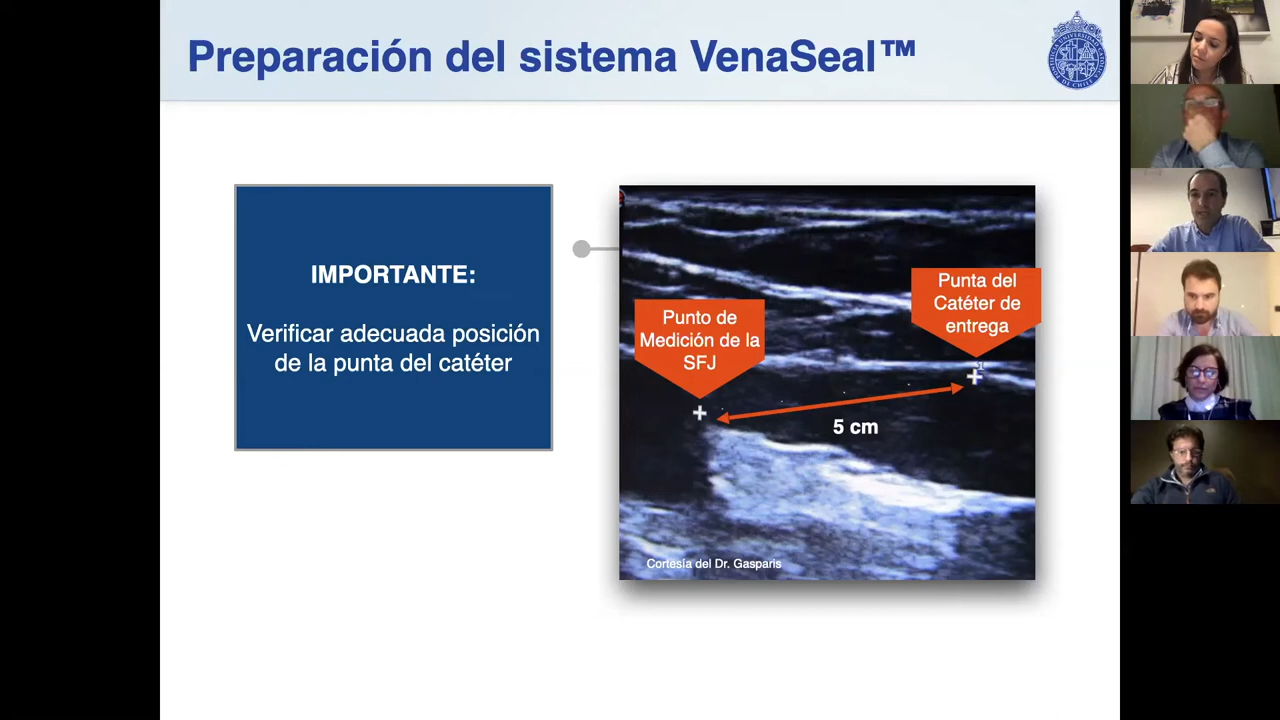 Preparación del sistema VenaSeal™
IMPORTANTE:
Verificar adecuada posición
de la punta del catéter
Punto de
Medición de la
SFJ
Punta del
Catéter de
entrega
5 cm
Cortesía del Dr. Gasparis